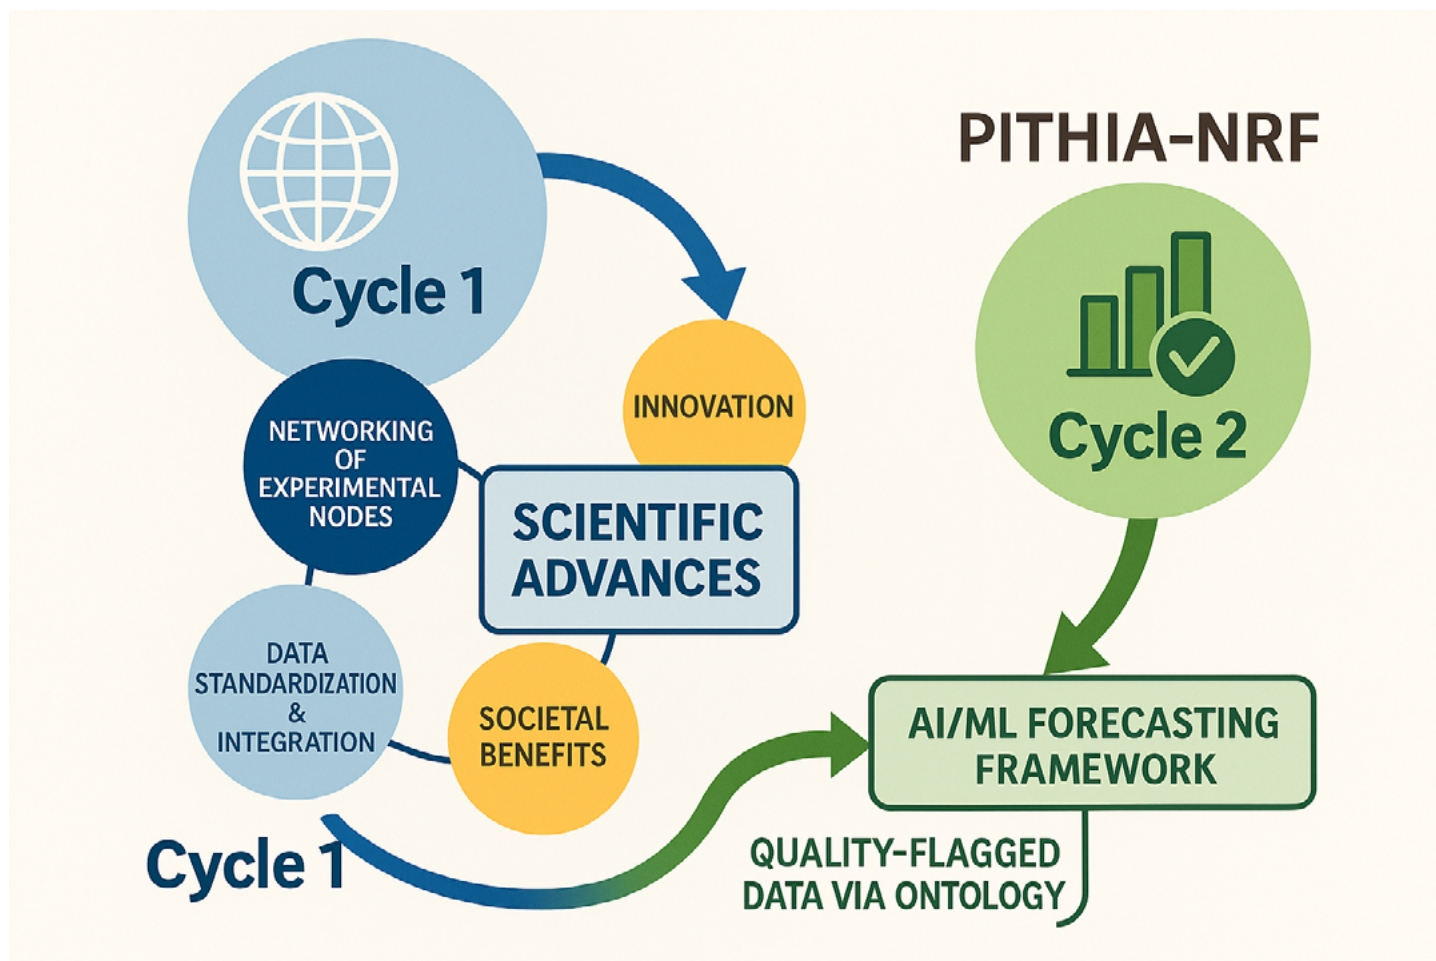 Cycle 1
NETWORKING
OF
EXPERIMENTAL
NODES
DATA
STANDARDIZATION
&
INTEGRATION
INNOVATION
SCIENTIFIC
ADVANCES
SOCIETAL
BENEFITS
Cycle 1
PITHIA-NRF
Cycle 2
AI/ML FORECASTING
FRAMEWORK
QUALITY-FLAGGED
DATA VIA ONTOLOGY